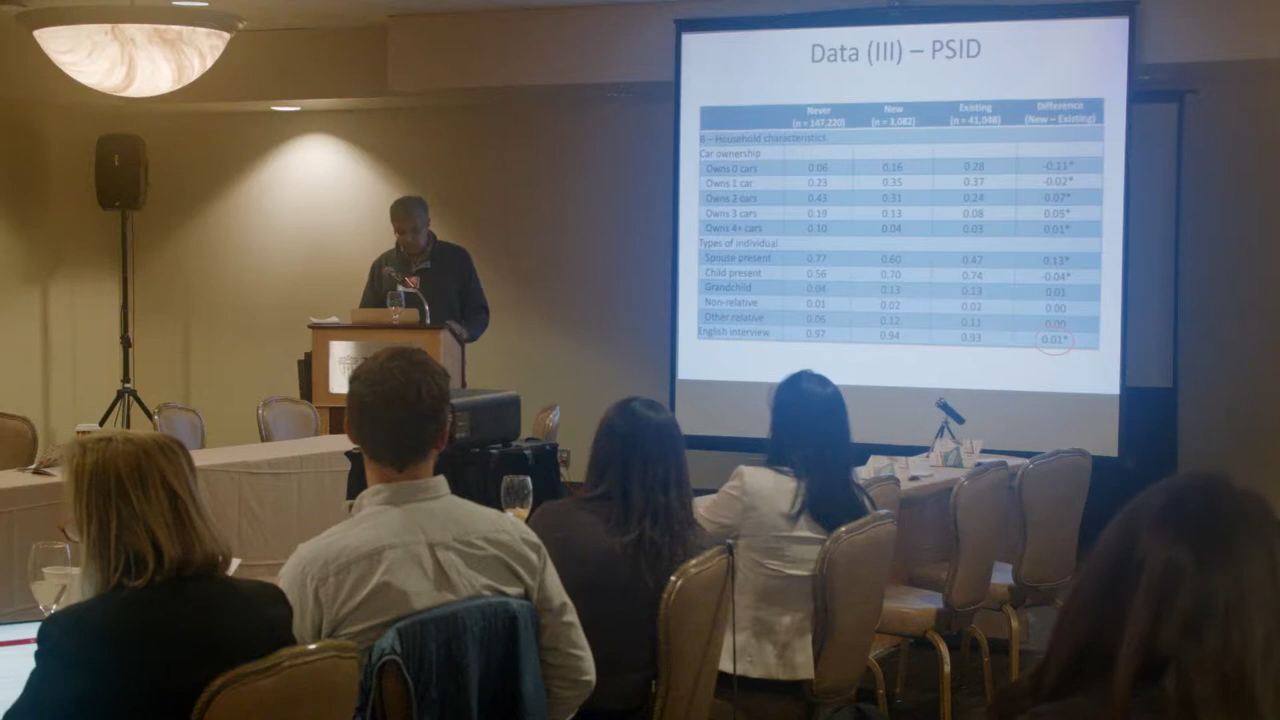 Data (III) – PSID
Never New Existing Difference
(n = 147,220) (n = 3,082) (n = 41,048) (New – Existing)
B – Household characteristics
Car ownership
Owns 0 cars 0.06 0.16 0.28 -0.11*
Owns 1 car 0.23 0.35 0.37 -0.02*
Owns 2 cars 0.43 0.31 0.24 0.07*
Owns 3 cars 0.19 0.13 0.08 0.05*
Owns 4+ cars 0.10 0.04 0.03 0.01*
Types of individual
Spouse present 0.77 0.60 0.47 0.13*
Child present 0.56 0.70 0.74 -0.04*
Grandchild 0.04 0.13 0.13 0.01
Non-relative 0.01 0.02 0.02 0.00
Other relative 0.06 0.12 0.11 0.00
English interview 0.97 0.94 0.93 0.01*